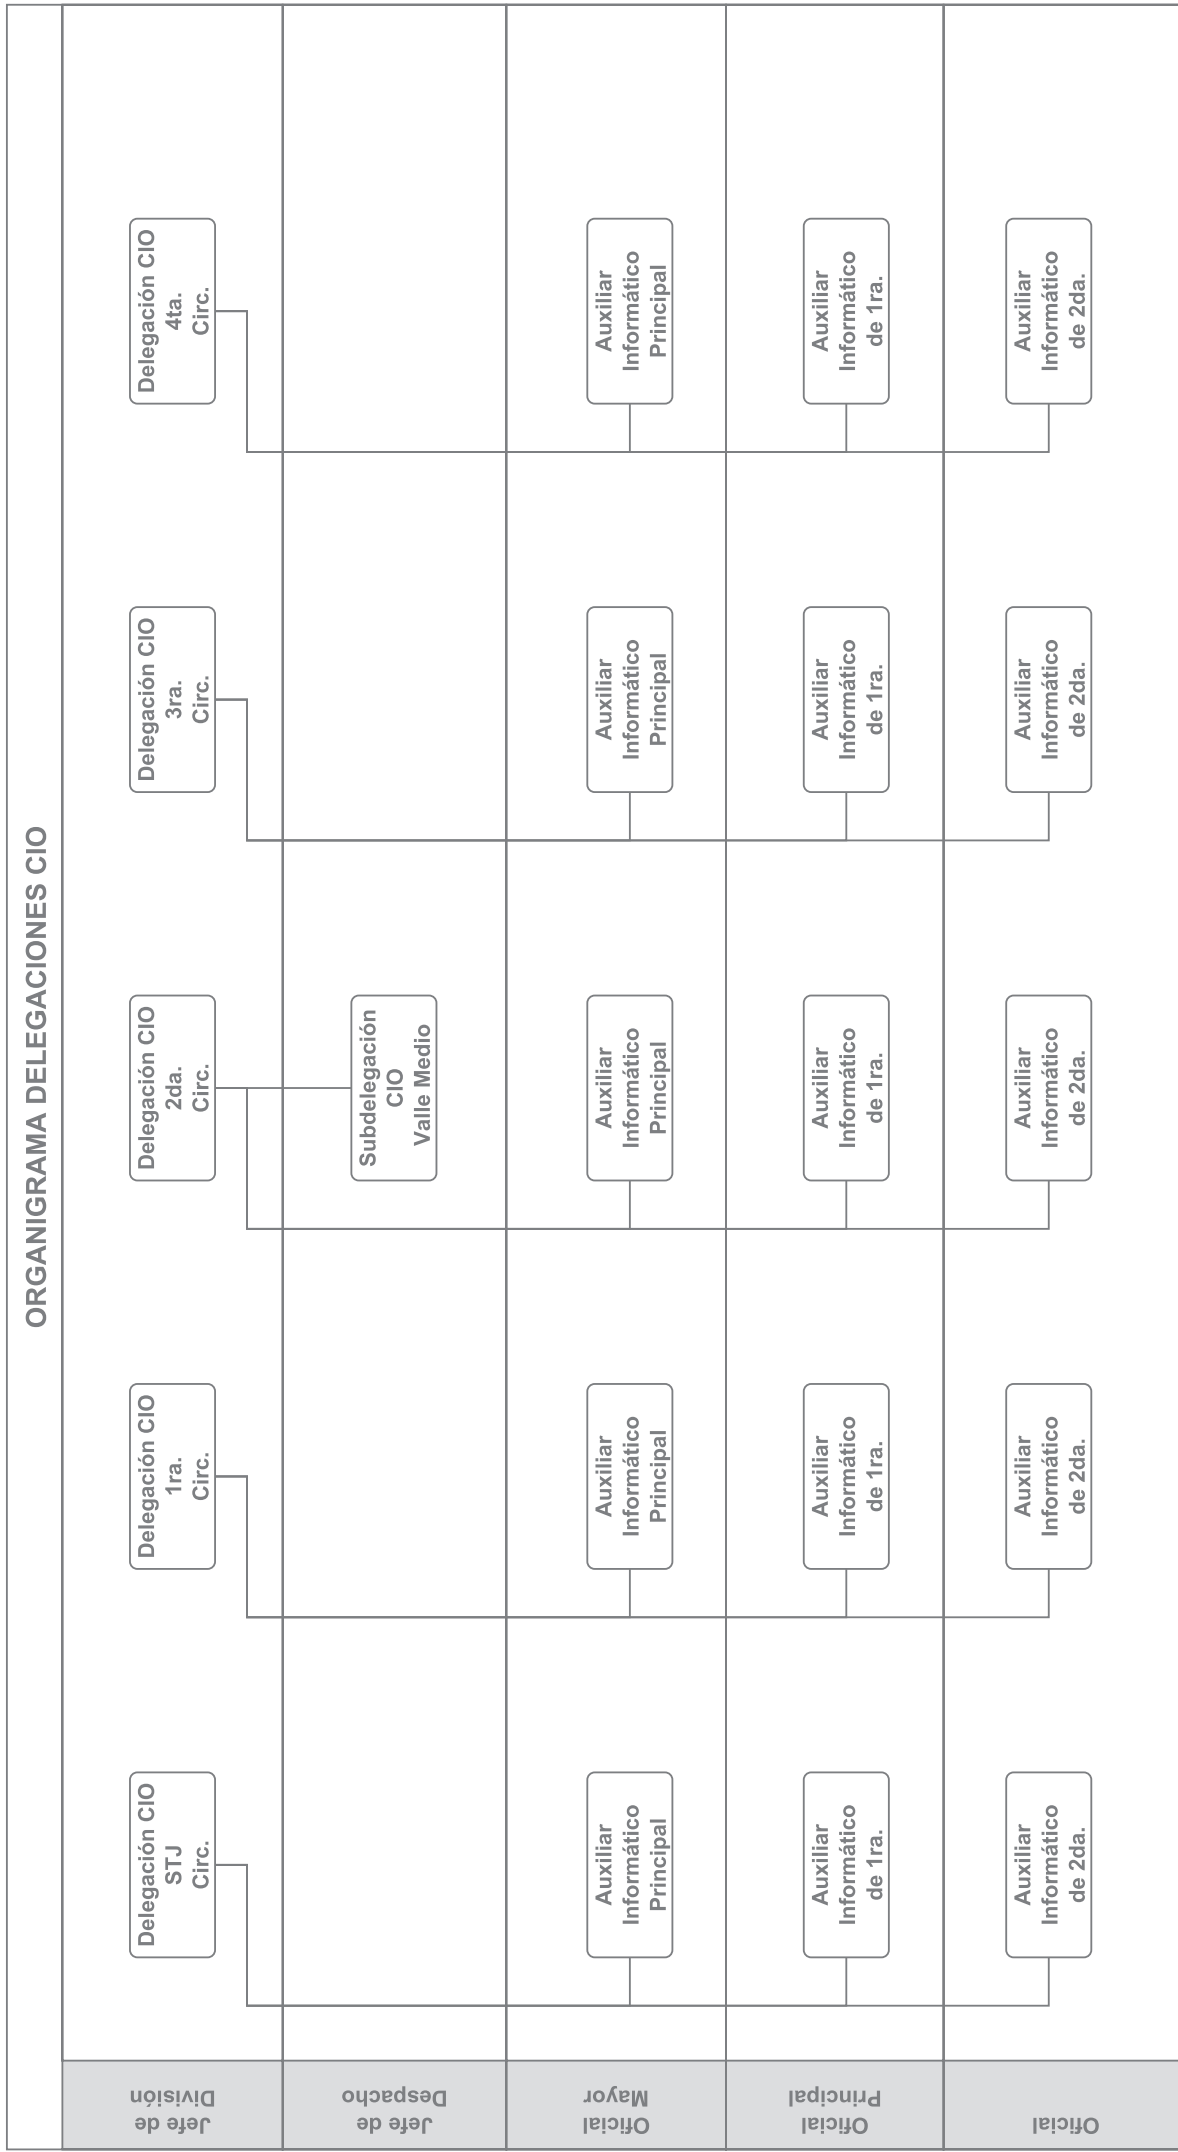 ORGANIGRAMA DELEGACIONES CIO
Jefe de
División
Delegación CIO
STJ
Circ.
Delegación CIO
1ra.
Circ.
Delegación CIO
2da.
Circ.
Delegación CIO
3ra.
Circ.
Delegación CIO
4ta.
Circ.
Jefe de
Despacho
Subdelegación
CIO
Valle Medio
Oficial
Mayor
Auxiliar
Informático
Principal
Auxiliar
Informático
Principal
Auxiliar
Informático
Principal
Auxiliar
Informático
Principal
Auxiliar
Informático
Principal
Oficial
Principal
Auxiliar
Informático
de 1ra.
Auxiliar
Informático
de 1ra.
Auxiliar
Informático
de 1ra.
Auxiliar
Informático
de 1ra.
Auxiliar
Informático
de 1ra.
Oficial
Auxiliar
Informático
de 2da.
Auxiliar
Informático
de 2da.
Auxiliar
Informático
de 2da.
Auxiliar
Informático
de 2da.
Auxiliar
Informático
de 2da.